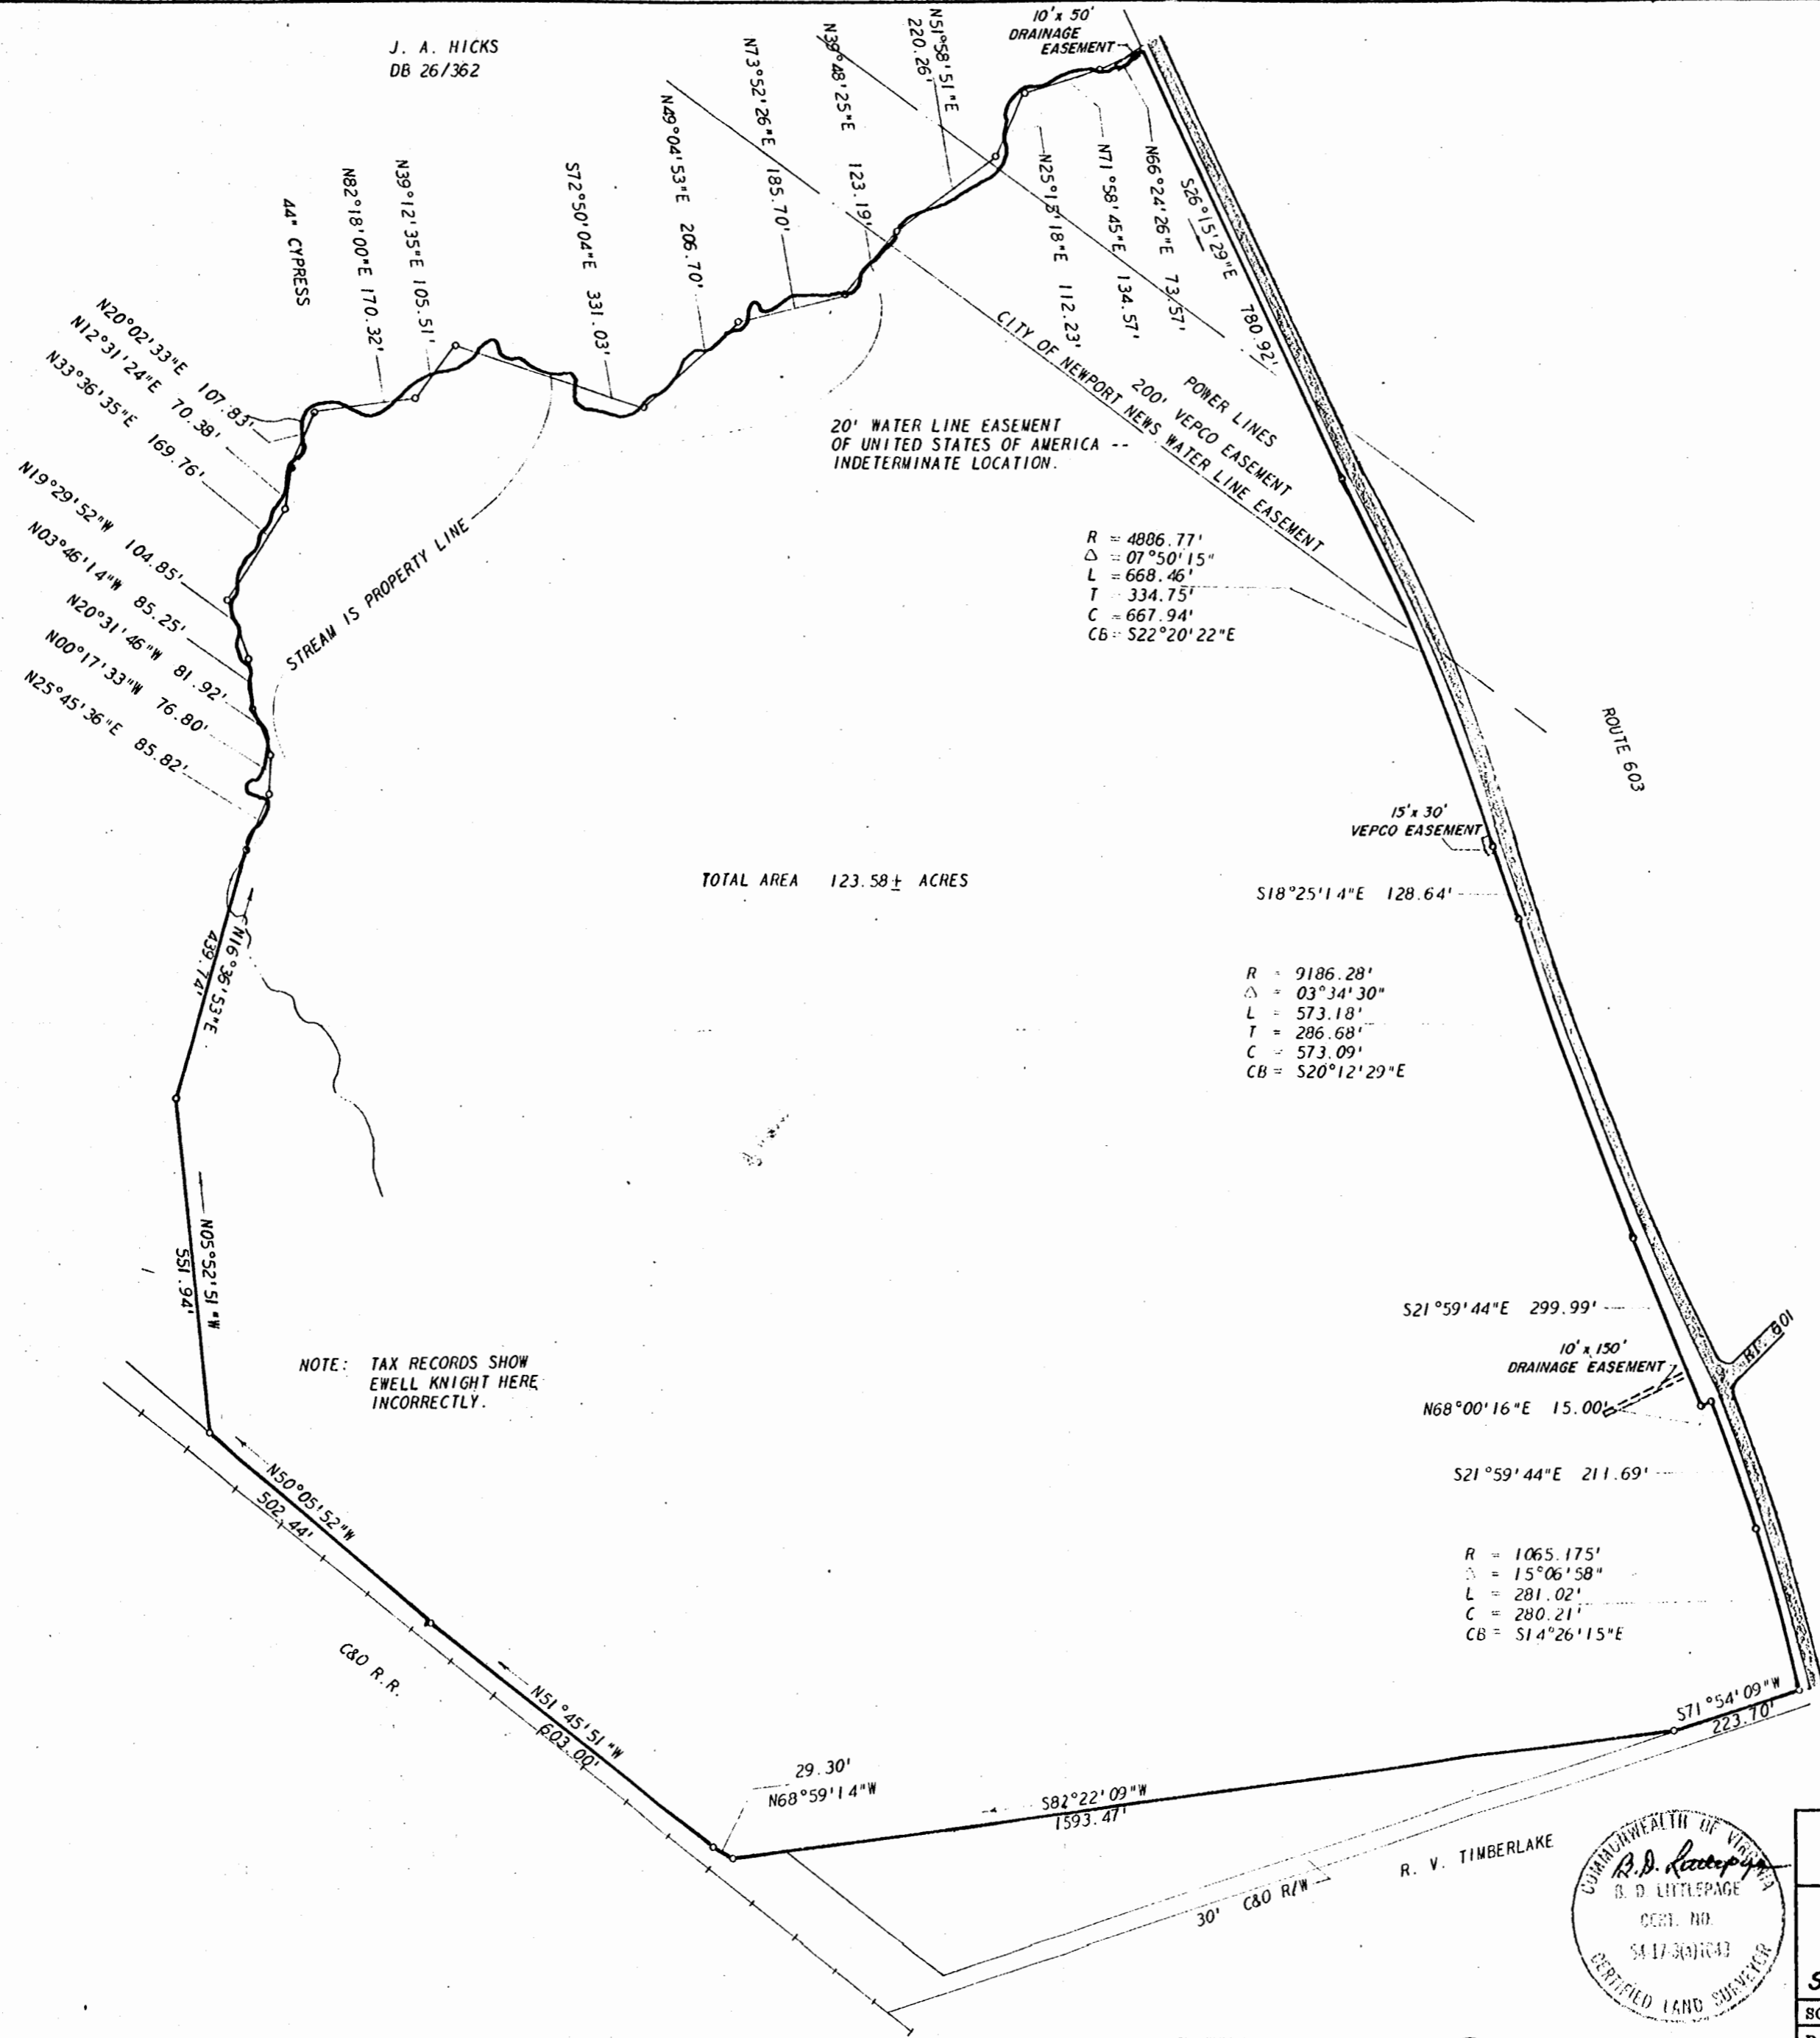 J. A. HICKS
DB 26/362
10' x 50'
DRAINAGE
EASEMENT
N51°58'51"E
220.26'
N39°48'25"E 123.19'
N73°52'26"E 185.70'
N49°04'53"E 206.70'
S72°50'04"E 331.03'
N39°12'35"E 105.51'
N82°18'00"E 170.32'
44" CYPRESS
N20°02'33"E 107.83'
N12°31'24"E 70.38'
N33°36'35"E 169.76'
N19°29'52"W 104.85'
N03°46'14"W 85.25'
N20°31'46"W 81.92'
N00°17'33"W 76.80'
N25°45'36"E 85.82'
N25°15'18"E 112.23'
N71°58'45"E 134.57'
N66°24'26"E 73.57'
S26°15'29"E 780.92'
POWER LINES
200' VEPCO EASEMENT
CITY OF NEWPORT NEWS WATER LINE EASEMENT
20' WATER LINE EASEMENT
OF UNITED STATES OF AMERICA --
INDETERMINATE LOCATION.
STREAM IS PROPERTY LINE
R = 4886.77'
Δ = 07°50'15"
L = 668.46'
T = 334.75'
C = 667.94'
CB = S22°20'22"E
ROUTE 603
15' x 30'
VEPCO EASEMENT
S18°25'14"E 128.64'
TOTAL AREA 123.58± ACRES
N16°36'53"E
439.74'
R = 9186.28'
Δ = 03°34'30"
L = 573.18'
T = 286.68'
C = 573.09'
CB = S20°12'29"E
N05°52'51"W
551.94'
S21°59'44"E 299.99'
RT. 601
10' x 150'
DRAINAGE EASEMENT
N68°00'16"E 15.00'
NOTE: TAX RECORDS SHOW
EWELL KNIGHT HERE
INCORRECTLY.
S21°59'44"E 211.69'
N50°05'52"W
502.44'
R = 1065.175'
Δ = 15°06'58"
L = 281.02'
C = 280.21'
CB = S14°26'15"E
C&O R.R.
N51°45'51"W
603.00'
S71°54'09"W
223.70'
29.30'
N68°59'14"W
S82°22'09"W
1593.47'
R. V. TIMBERLAKE
30' C&O R/W
COMMONWEALTH OF VIRGINIA
B. D. Littlepage
B. D. LITTLEPAGE
CERT. NO.
54-17-3(a)1043
CERTIFIED LAND SURVEYOR